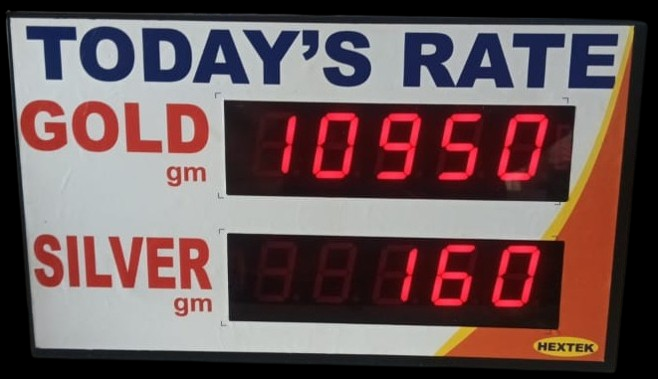 TODAY'S RATE
GOLD 10950
gm
SILVER 160
gm
HEXTEK